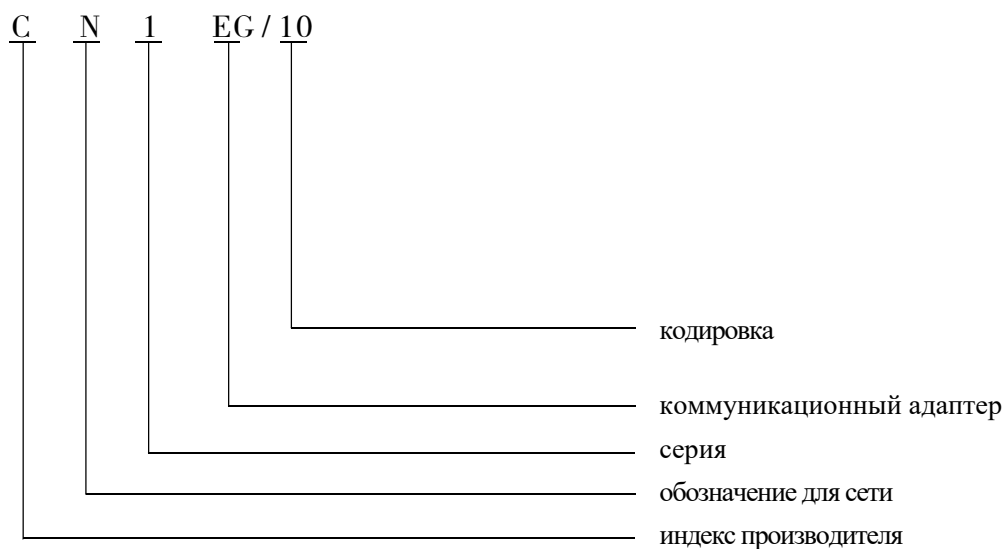 C N 1 EG / 10
кодировка
коммуникационный адаптер
серия
обозначение для сети
индекс производителя